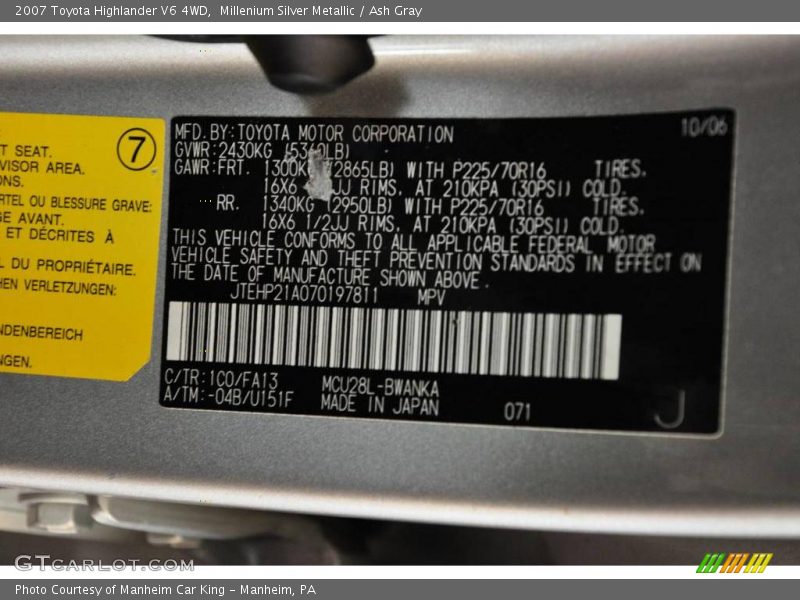 2007 Toyota Highlander V6 4WD, Millenium Silver Metallic / Ash Gray
7
T SEAT.
VISOR AREA.
ONS.
RTEL OU BLESSURE GRAVE:
GE AVANT.
ET DÉCRITES À
L DU PROPRIÉTAIRE.
HEN VERLETZUNGEN:
NDENBEREICH
NGEN.
10/06
MFD. BY: TOYOTA MOTOR CORPORATION
GVWR: 2430KG (5360LB)
GAWR: FRT. 1300K (2865LB) WITH P225/70R16 TIRES.
16X6 JJ RIMS, AT 210KPA (30PSI) COLD.
RR. 1340KG (2950LB) WITH P225/70R16 TIRES.
16X6 1/2JJ RIMS, AT 210KPA (30PSI) COLD.
THIS VEHICLE CONFORMS TO ALL APPLICABLE FEDERAL MOTOR
VEHICLE SAFETY AND THEFT PREVENTION STANDARDS IN EFFECT ON
THE DATE OF MANUFACTURE SHOWN ABOVE.
JTEHP21A070197811 MPV
C/TR: 1C0/FA13 MCU28L-BWANKA
A/TM: -04B/U151F MADE IN JAPAN 071
J
GTCARLOT.COM
Photo Courtesy of Manheim Car King - Manheim, PA